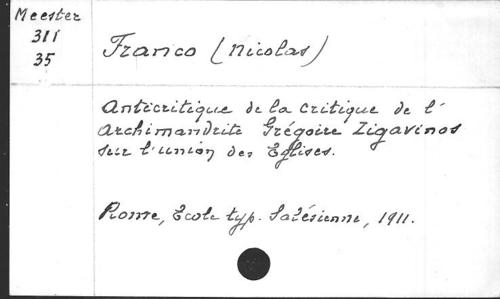 Meester
311
35
Franco (Nicolas)
Anticritique de la critique de l'
Archimandrite Grégoire Zigavinos
sur l'union des Eglises.
Rome, Ecole typ. Salésienne, 1911.